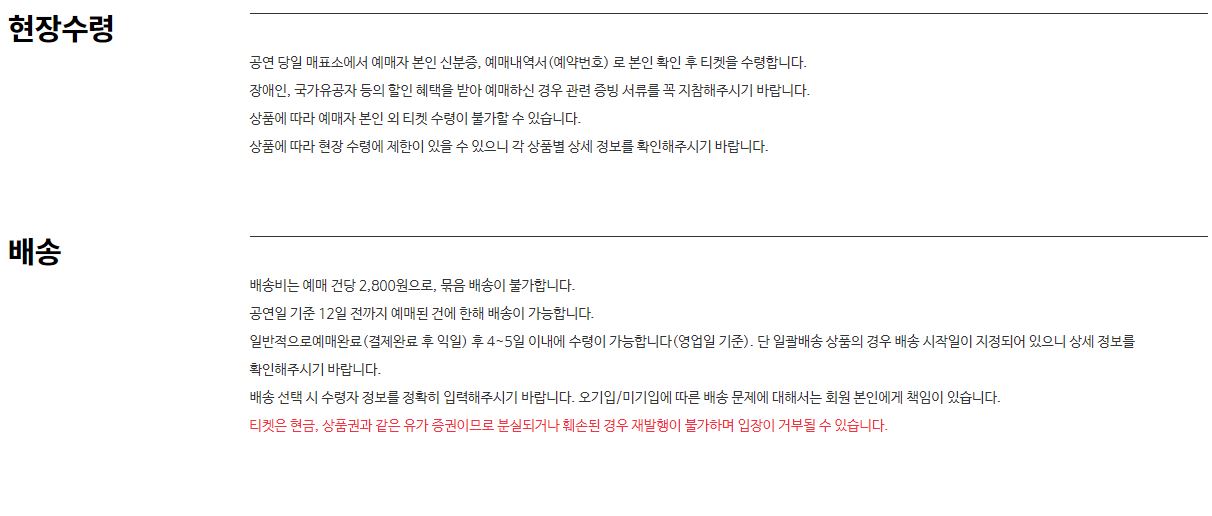 현장수령
공연 당일 매표소에서 예매자 본인 신분증, 예매내역서(예약번호) 로 본인 확인 후 티켓을 수령합니다.
장애인, 국가유공자 등의 할인 혜택을 받아 예매하신 경우 관련 증빙 서류를 꼭 지참해주시기 바랍니다.
상품에 따라 예매자 본인 외 티켓 수령이 불가할 수 있습니다.
상품에 따라 현장 수령에 제한이 있을 수 있으니 각 상품별 상세 정보를 확인해주시기 바랍니다.
배송
배송비는 예매 건당 2,800원으로, 묶음 배송이 불가합니다.
공연일 기준 12일 전까지 예매된 건에 한해 배송이 가능합니다.
일반적으로예매완료(결제완료 후 익일) 후 4~5일 이내에 수령이 가능합니다(영업일 기준). 단 일괄배송 상품의 경우 배송 시작일이 지정되어 있으니 상세 정보를
확인해주시기 바랍니다.
배송 선택 시 수령자 정보를 정확히 입력해주시기 바랍니다. 오기입/미기입에 따른 배송 문제에 대해서는 회원 본인에게 책임이 있습니다.
티켓은 현금, 상품권과 같은 유가 증권이므로 분실되거나 훼손된 경우 재발행이 불가하며 입장이 거부될 수 있습니다.